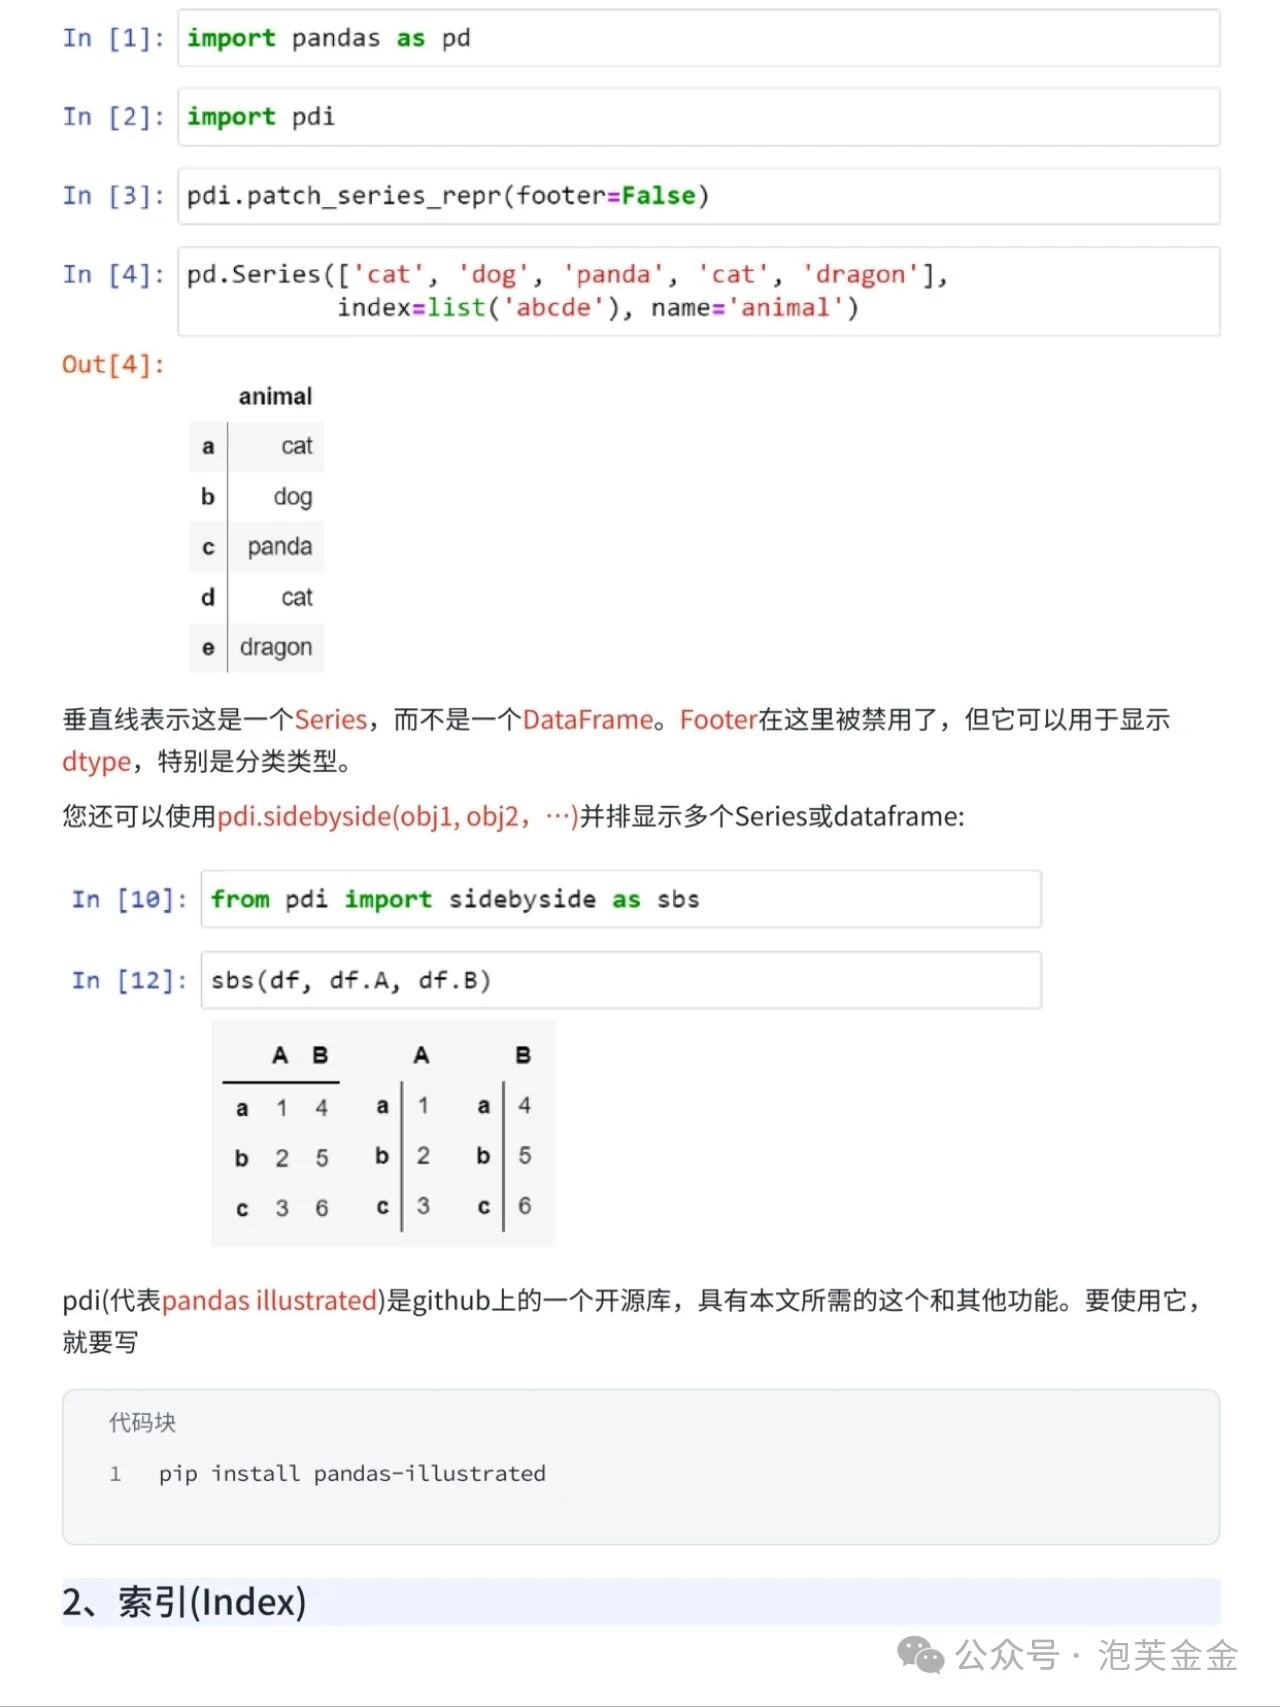 In [1]: import pandas as pd
In [2]: import pdi
In [3]: pdi.patch_series_repr(footer=False)
In [4]: pd.Series(['cat', 'dog', 'panda', 'cat', 'dragon'],
index=list('abcde'), name='animal')
Out[4]:
animal
a cat
b dog
c panda
d cat
e dragon
垂直线表示这是一个Series，而不是一个DataFrame。Footer在这里被禁用了，但它可以用于显示
dtype，特别是分类类型。
您还可以使用pdi.sidebyside(obj1, obj2，…)并排显示多个Series或dataframe:
In [10]: from pdi import sidebyside as sbs
In [12]: sbs(df, df.A, df.B)
A B A B
a 1 4 a 1 a 4
b 2 5 b 2 b 5
c 3 6 c 3 c 6
pdi(代表pandas illustrated)是github上的一个开源库，具有本文所需的这个和其他功能。要使用它，
就要写
代码块
1 pip install pandas-illustrated
2、索引(Index)
公众号 · 泡芙金金